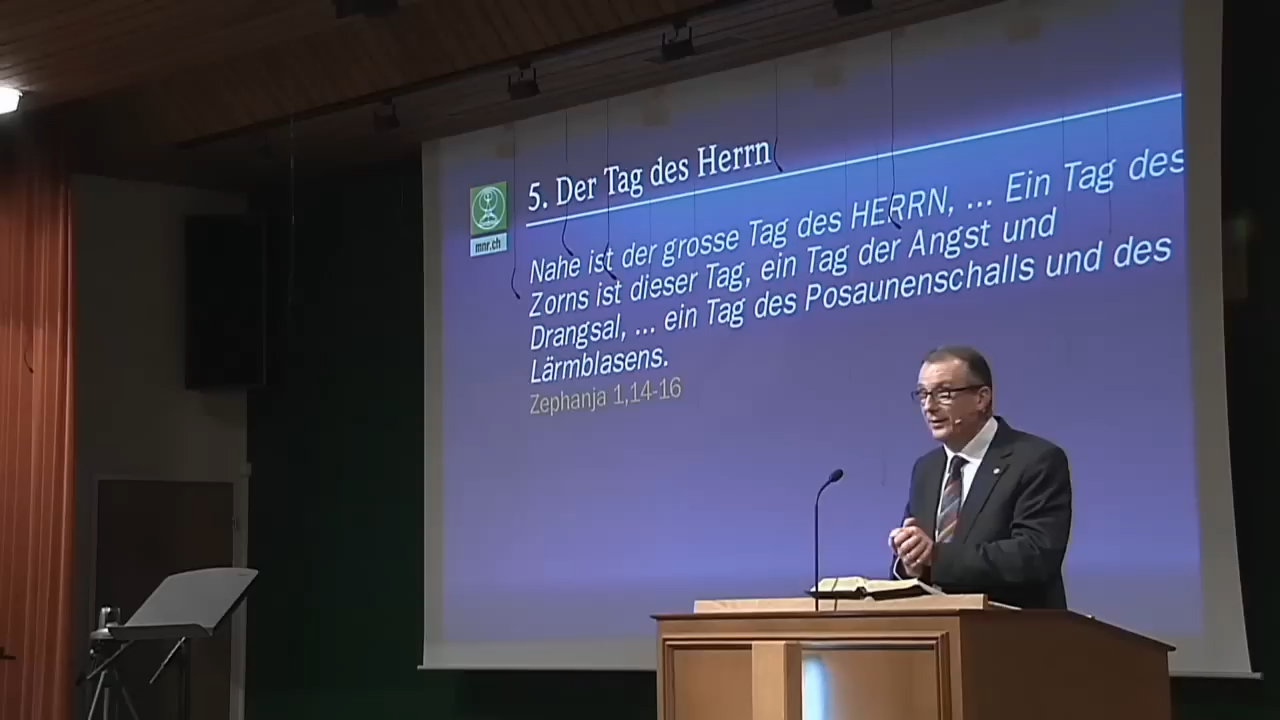 5. Der Tag des Herrn
mnr.ch
Nahe ist der grosse Tag des HERRN, ... Ein Tag des
Zorns ist dieser Tag, ein Tag der Angst und
Drangsal, ... ein Tag des Posaunenschalls und des
Lärmblasens.
Zephanja 1,14-16